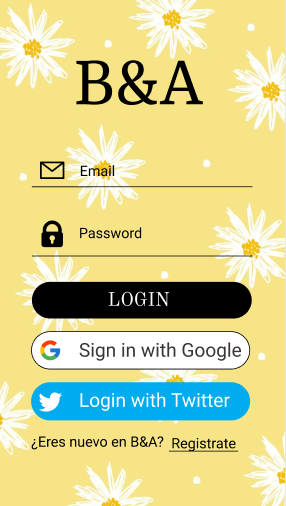 B&A
Email
Password
LOGIN
Sign in with Google
Login with Twitter
¿Eres nuevo en B&A? Registrate